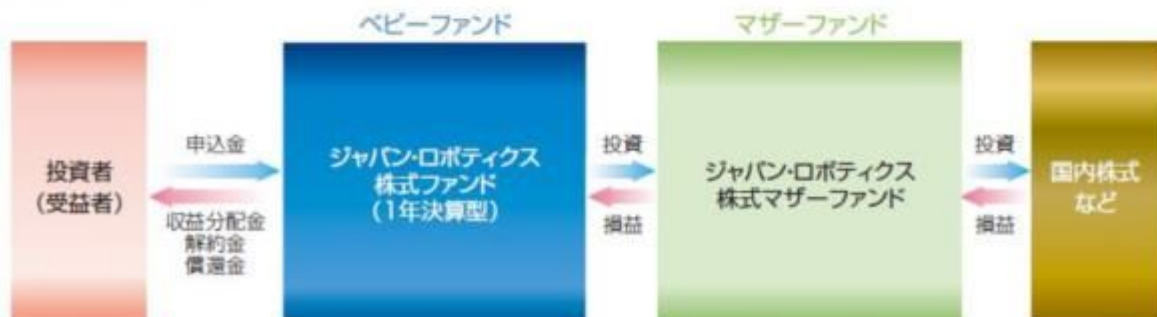 ベビーファンド
マザーファンド
投資者
（受益者）
申込金
収益分配金
解約金
償還金
ジャパン・ロボティクス
株式ファンド
（1年決算型）
投資
損益
ジャパン・ロボティクス
株式マザーファンド
投資
損益
国内株式
など